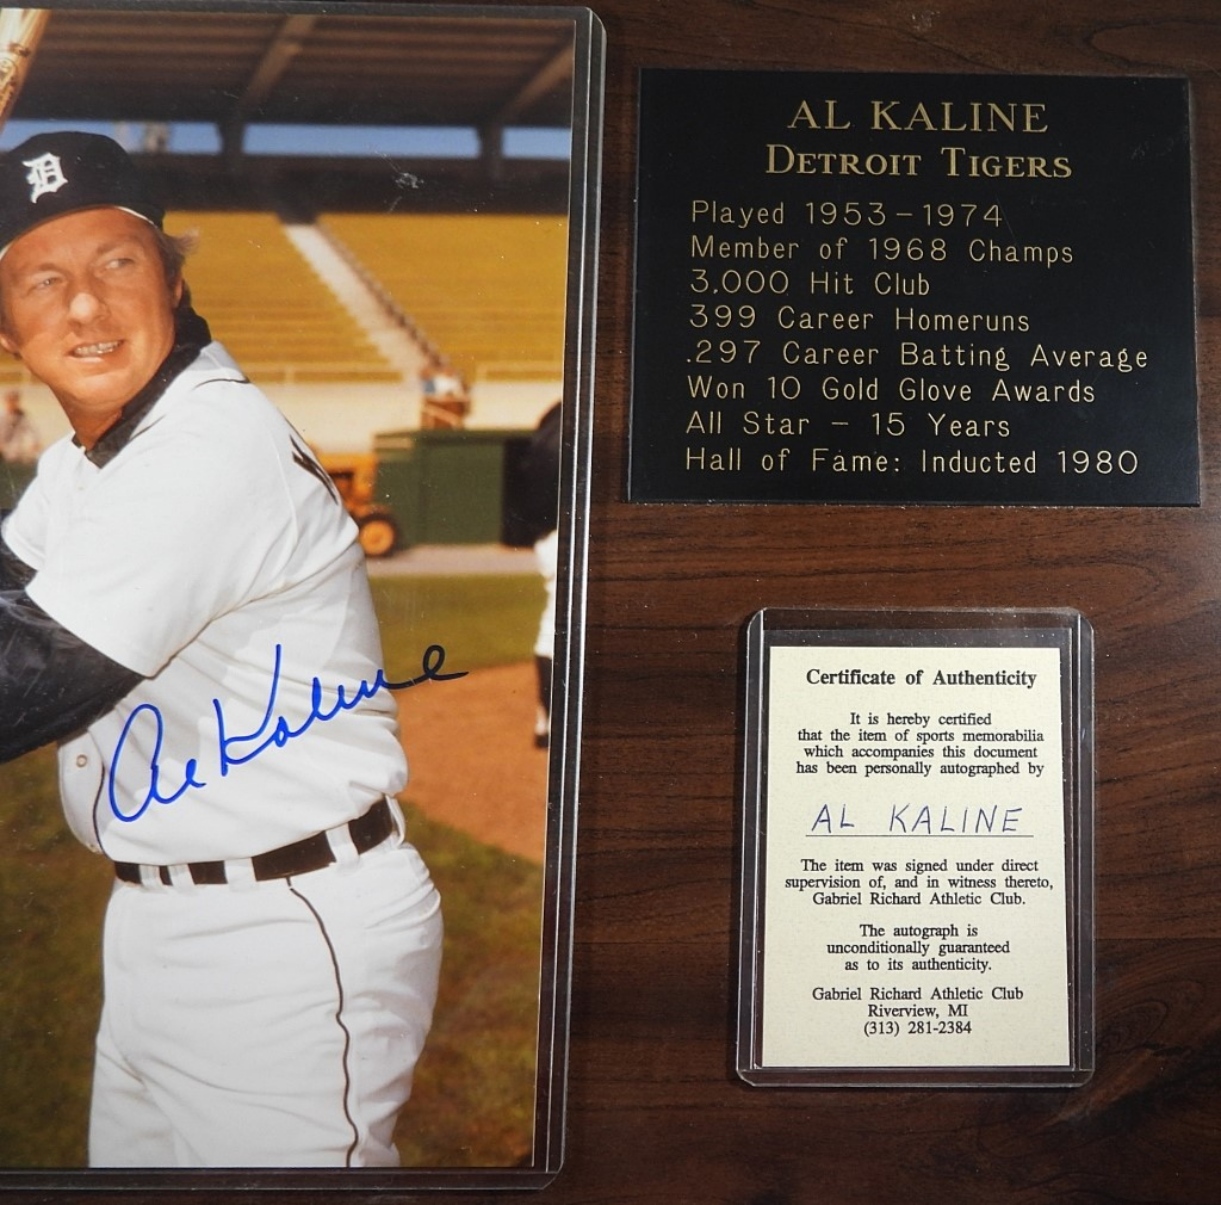 D
Al Kaline
AL KALINE
DETROIT TIGERS
Played 1953-1974
Member of 1968 Champs
3,000 Hit Club
399 Career Homeruns
.297 Career Batting Average
Won 10 Gold Glove Awards
All Star - 15 Years
Hall of Fame: Inducted 1980
Certificate of Authenticity
It is hereby certified
that the item of sports memorabilia
which accompanies this document
has been personally autographed by
AL KALINE
The item was signed under direct
supervision of, and in witness thereto,
Gabriel Richard Athletic Club.
The autograph is
unconditionally guaranteed
as to its authenticity.
Gabriel Richard Athletic Club
Riverview, MI
(313) 281-2384